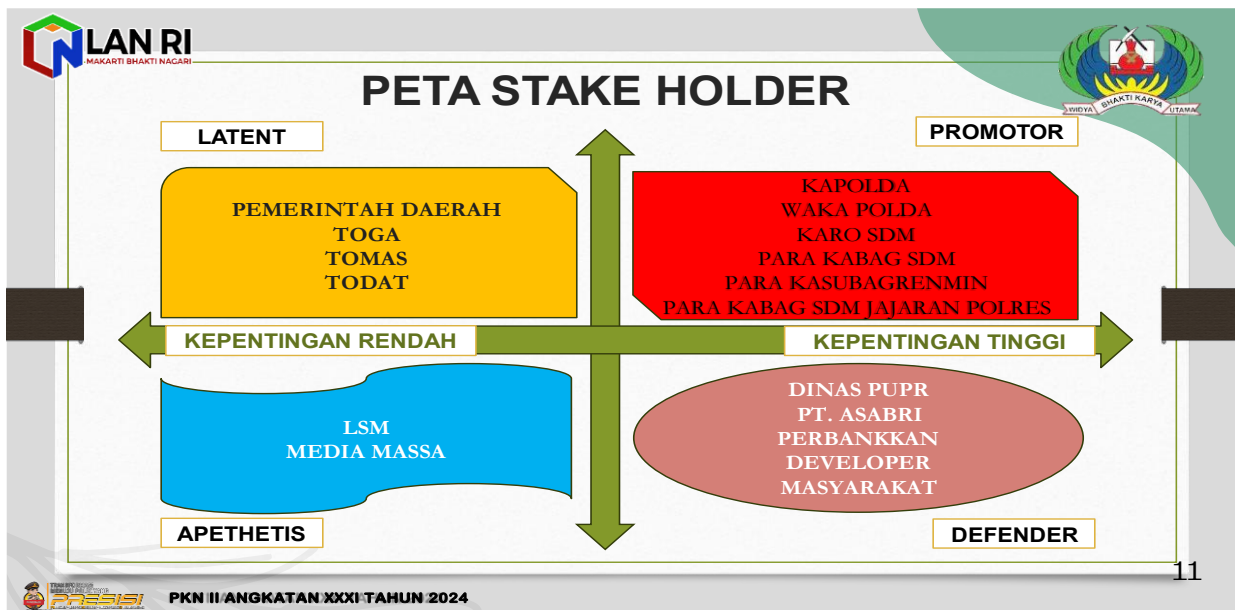 LAN RI
MAKARTI BHAKTI NAGARI
PETA STAKE HOLDER
WIDYA BHAKTI KARYA UTAMA
LATENT
PROMOTOR
PEMERINTAH DAERAH
TOGA
TOMAS
TODAT
KAPOLDA
WAKA POLDA
KARO SDM
PARA KABAG SDM
PARA KASUBAGRENMIN
PARA KABAG SDM JAJARAN POLRES
KEPENTINGAN RENDAH
KEPENTINGAN TINGGI
LSM
MEDIA MASSA
DINAS PUPR
PT. ASABRI
PERBANKKAN
DEVELOPER
MASYARAKAT
APETHETIS
DEFENDER
11
PRESISI
PKN II ANGKATAN XXXI TAHUN 2024